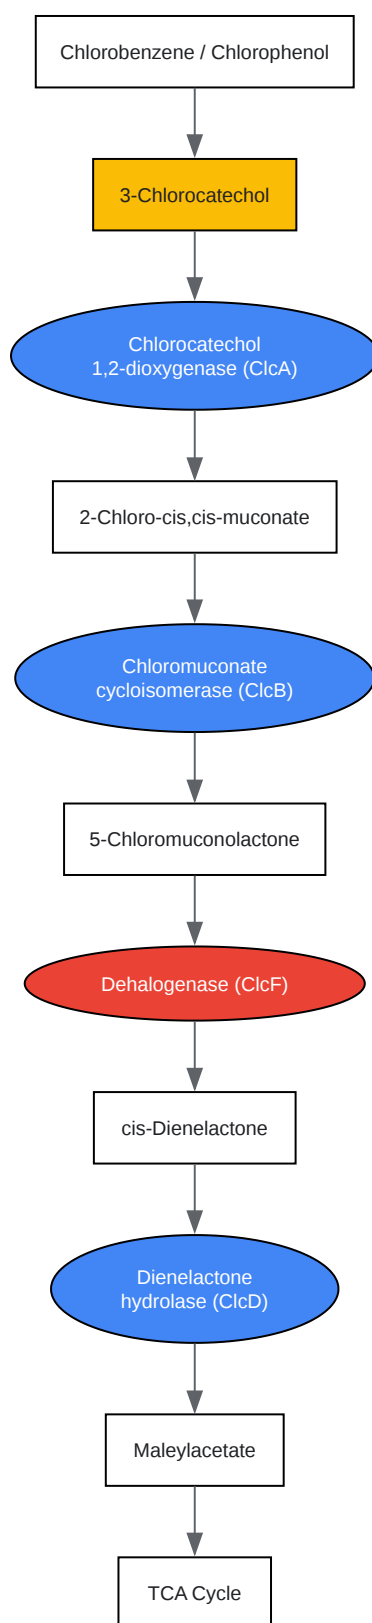 Chlorobenzene / Chlorophenol
3-Chlorocatechol
Chlorocatechol
1,2-dioxygenase (ClcA)
2-Chloro-cis,cis-muconate
Chloromuconate
cycloisomerase (ClcB)
5-Chloromuconolactone
Dehalogenase (ClcF)
cis-Dienelactone
Dienelactone
hydrolase (ClcD)
Maleylacetate
TCA Cycle